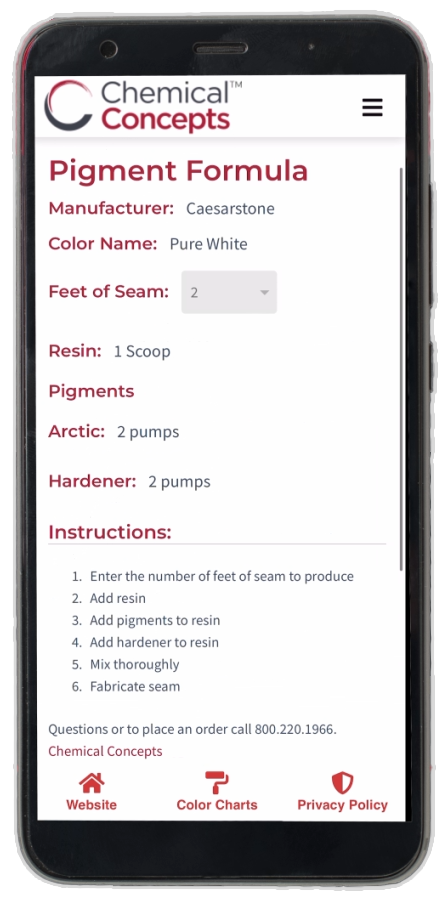 Chemical™
Concepts
Pigment Formula
Manufacturer: Caesarstone
Color Name: Pure White
Feet of Seam: 2
Resin: 1 Scoop
Pigments
Arctic: 2 pumps
Hardener: 2 pumps
Instructions:
1. Enter the number of feet of seam to produce
2. Add resin
3. Add pigments to resin
4. Add hardener to resin
5. Mix thoroughly
6. Fabricate seam
Questions or to place an order call 800.220.1966.
Chemical Concepts
Website Color Charts Privacy Policy